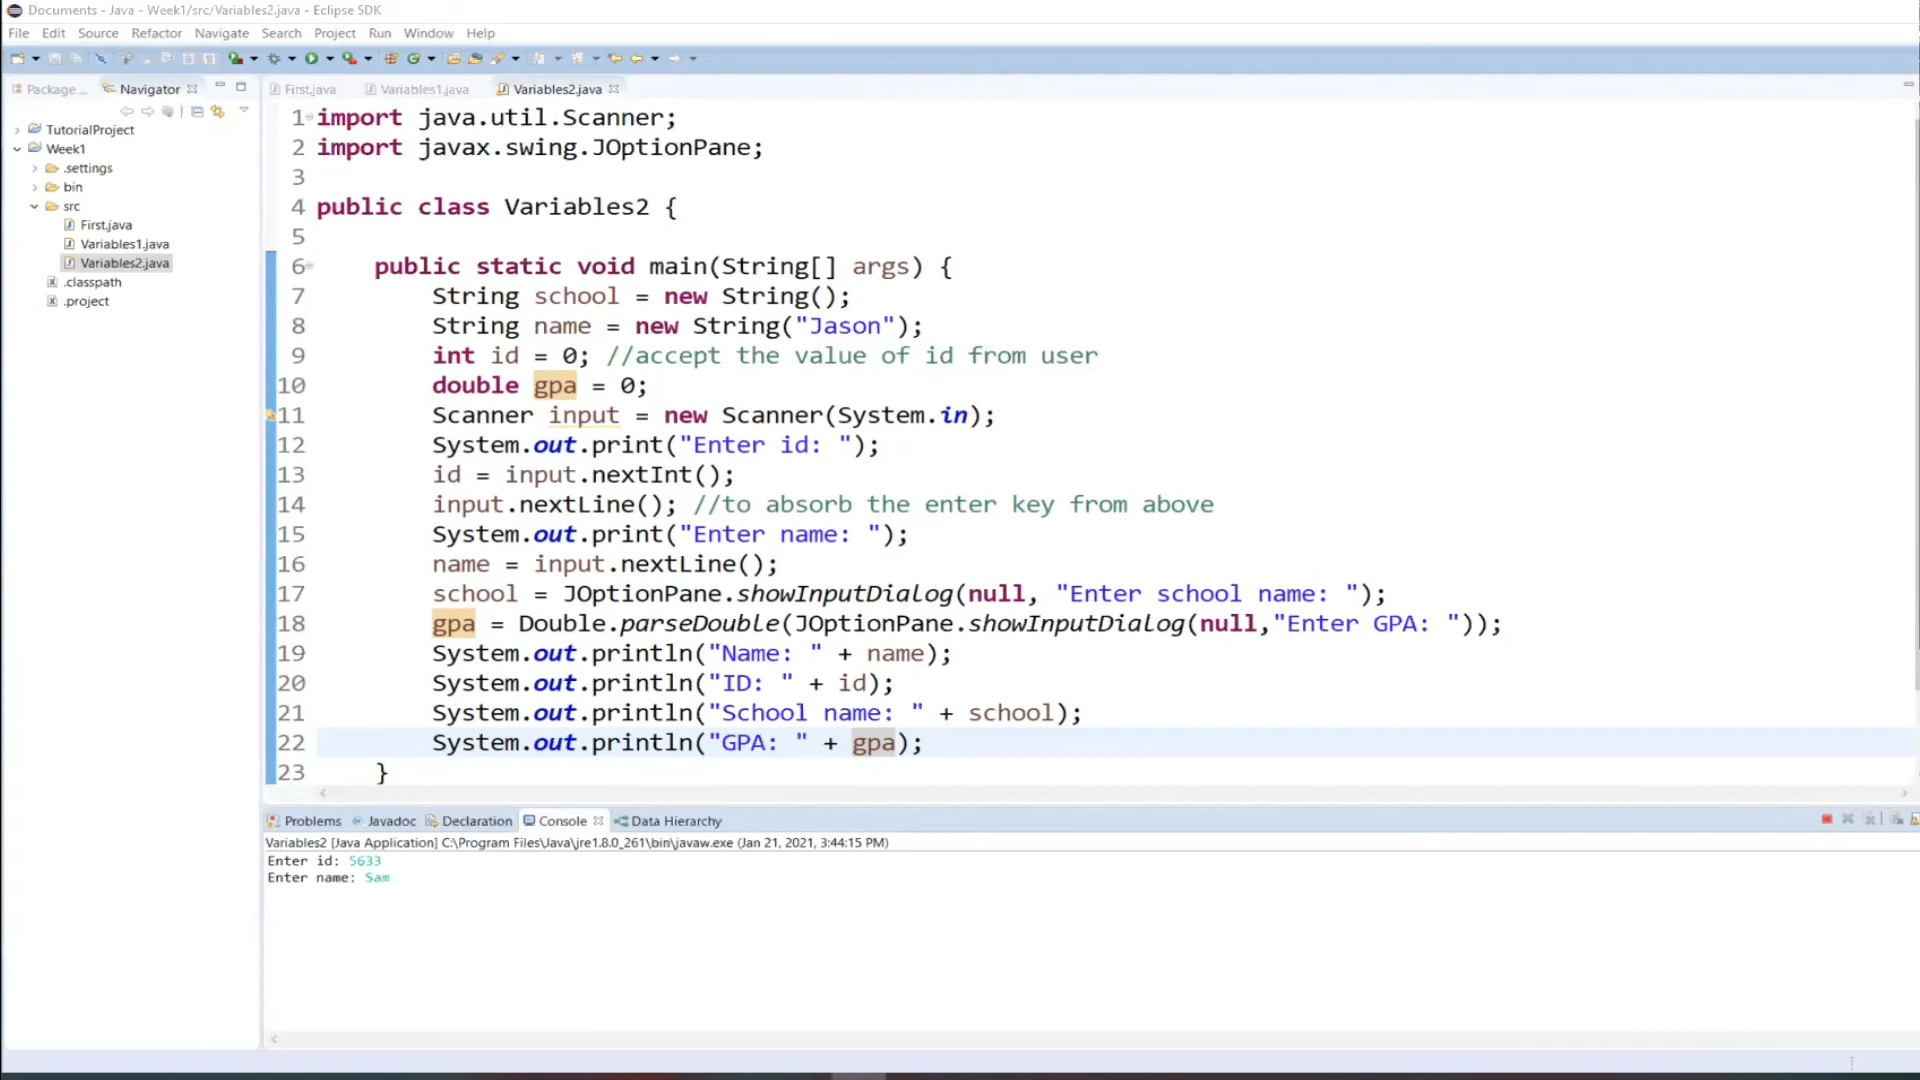 Documents - Java - Week1/src/Variables2.java - Eclipse SDK
File Edit Source Refactor Navigate Search Project Run Window Help
Package ... Navigator
First.java Variables1.java Variables2.java
TutorialProject
Week1
.settings
bin
src
First.java
Variables1.java
Variables2.java
.classpath
.project
1 import java.util.Scanner;
2 import javax.swing.JOptionPane;
3
4 public class Variables2 {
5
6 public static void main(String[] args) {
7 String school = new String();
8 String name = new String("Jason");
9 int id = 0; //accept the value of id from user
10 double gpa = 0;
11 Scanner input = new Scanner(System.in);
12 System.out.print("Enter id: ");
13 id = input.nextInt();
14 input.nextLine(); //to absorb the enter key from above
15 System.out.print("Enter name: ");
16 name = input.nextLine();
17 school = JOptionPane.showInputDialog(null, "Enter school name: ");
18 gpa = Double.parseDouble(JOptionPane.showInputDialog(null,"Enter GPA: "));
19 System.out.println("Name: " + name);
20 System.out.println("ID: " + id);
21 System.out.println("School name: " + school);
22 System.out.println("GPA: " + gpa);
23 }
Problems Javadoc Declaration Console Data Hierarchy
Variables2 [Java Application] C:\Program Files\Java\jre1.8.0_261\bin\javaw.exe (Jan 21, 2021, 3:44:15 PM)
Enter id: 5633
Enter name: Sam